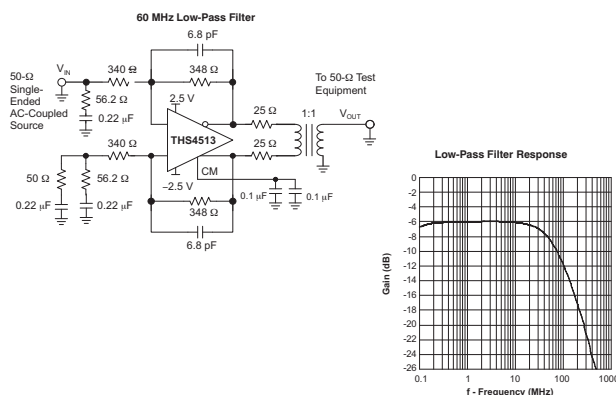 60 MHz Low-Pass Filter
6.8 pF
VIN
340 Ω
348 Ω
50-Ω
Single-
Ended
AC-Coupled
Source
56.2 Ω
0.22 μF
2.5 V
To 50-Ω Test
Equipment
25 Ω
1:1
VOUT
THS4513
340 Ω
25 Ω
–2.5 V
CM
50 Ω
56.2 Ω
0.22 μF
0.22 μF
348 Ω
0.1 μF
0.1 μF
6.8 pF
Low-Pass Filter Response
0
-2
-4
-6
-8
-10
-12
-14
-16
-18
-20
-22
-24
-26
Gain (dB)
0.1
1
10
100
1000
f - Frequency (MHz)